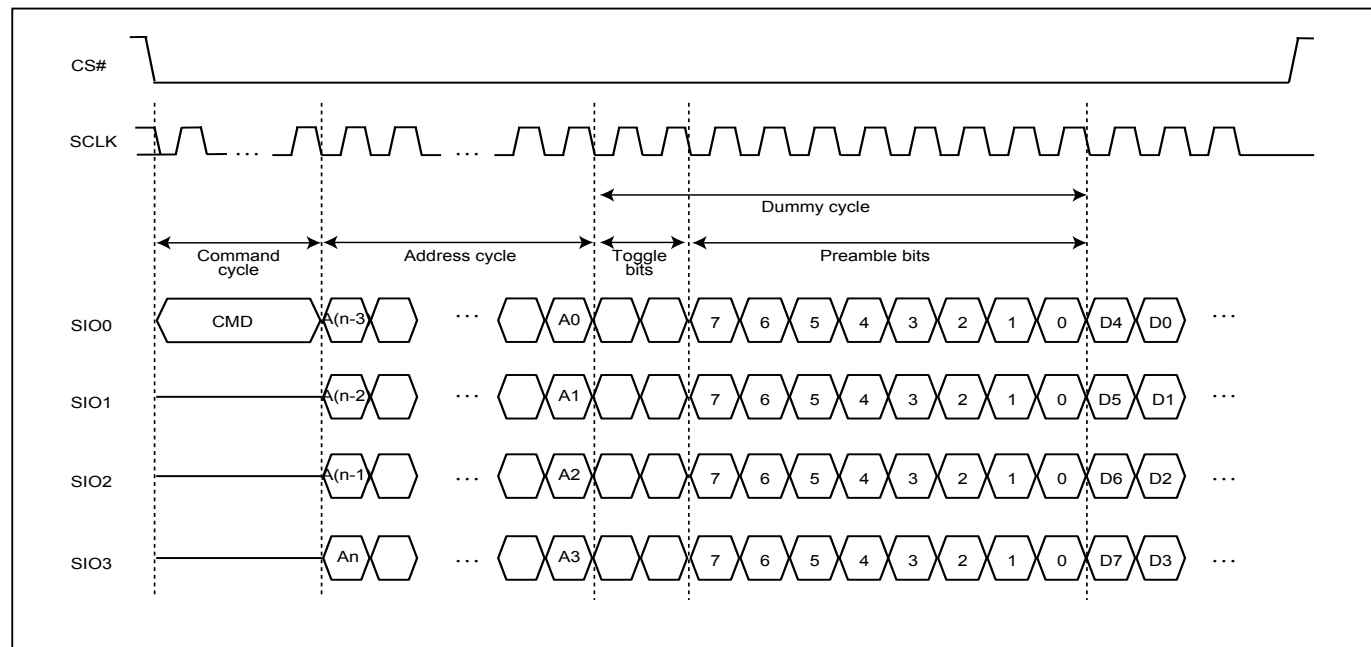 CS#
SCLK ... ...
Dummy cycle
Command cycle Address cycle Toggle bits Preamble bits
SIO0 CMD A(n-3) ... A0 7 6 5 4 3 2 1 0 D4 D0 ...
SIO1 A(n-2) ... A1 7 6 5 4 3 2 1 0 D5 D1 ...
SIO2 A(n-1) ... A2 7 6 5 4 3 2 1 0 D6 D2 ...
SIO3 An ... A3 7 6 5 4 3 2 1 0 D7 D3 ...